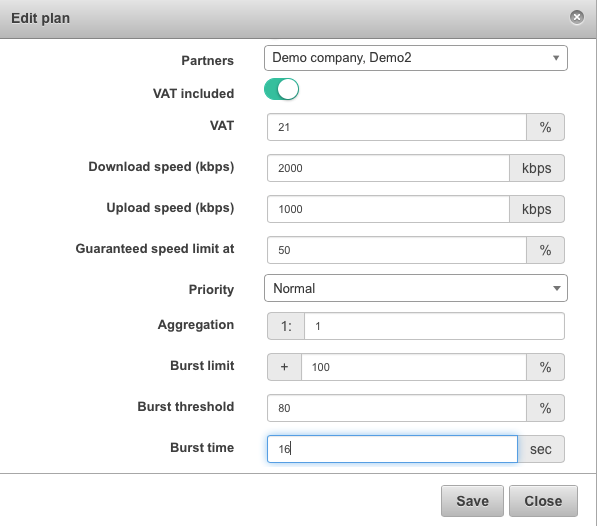 Edit plan
Partners Demo company, Demo2
VAT included
VAT 21 %
Download speed (kbps) 2000 kbps
Upload speed (kbps) 1000 kbps
Guaranteed speed limit at 50 %
Priority Normal
Aggregation 1: 1
Burst limit + 100 %
Burst threshold 80 %
Burst time 16 sec
Save Close